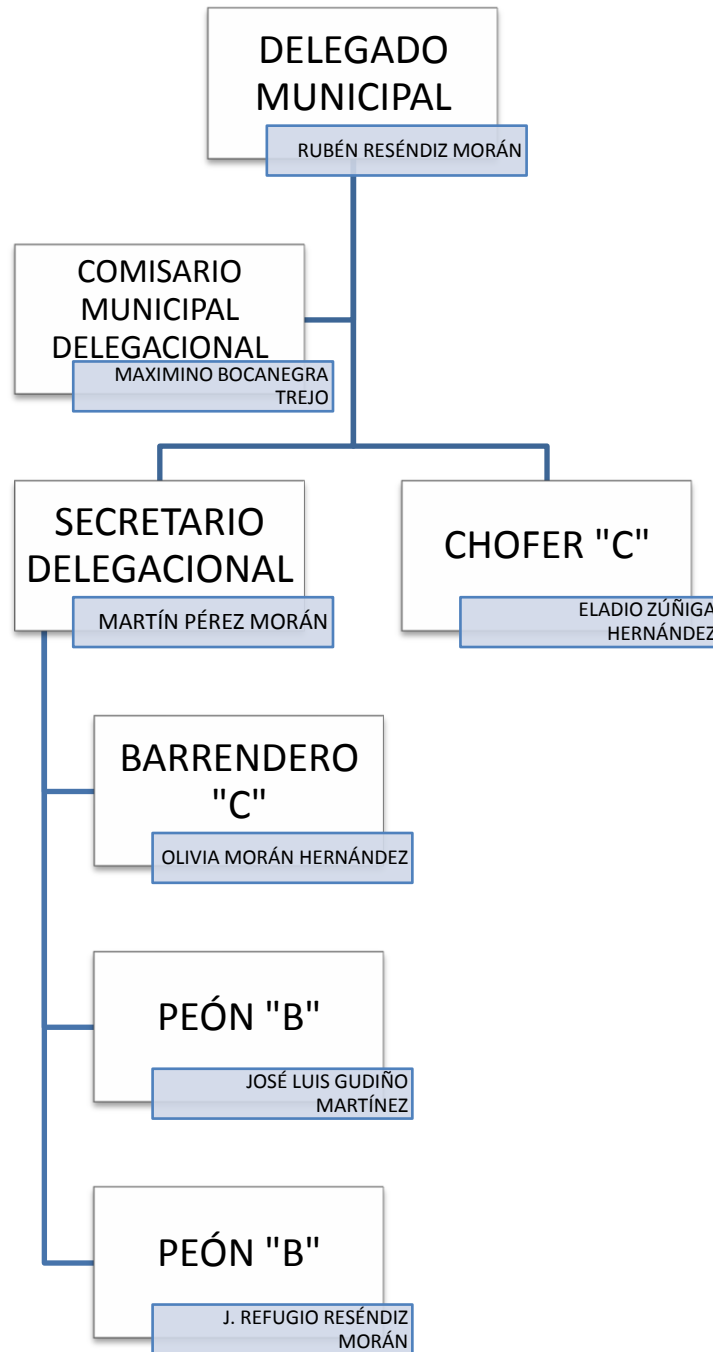 DELEGADO
MUNICIPAL
RUBÉN RESÉNDIZ MORÁN
COMISARIO
MUNICIPAL
DELEGACIONAL
MAXIMINO BOCANEGRA
TREJO
SECRETARIO
DELEGACIONAL
MARTÍN PÉREZ MORÁN
CHOFER "C"
ELADIO ZÚÑIGA
HERNÁNDEZ
BARRENDERO
"C"
OLIVIA MORÁN HERNÁNDEZ
PEÓN "B"
JOSÉ LUIS GUDIÑO
MARTÍNEZ
PEÓN "B"
J. REFUGIO RESÉNDIZ
MORÁN